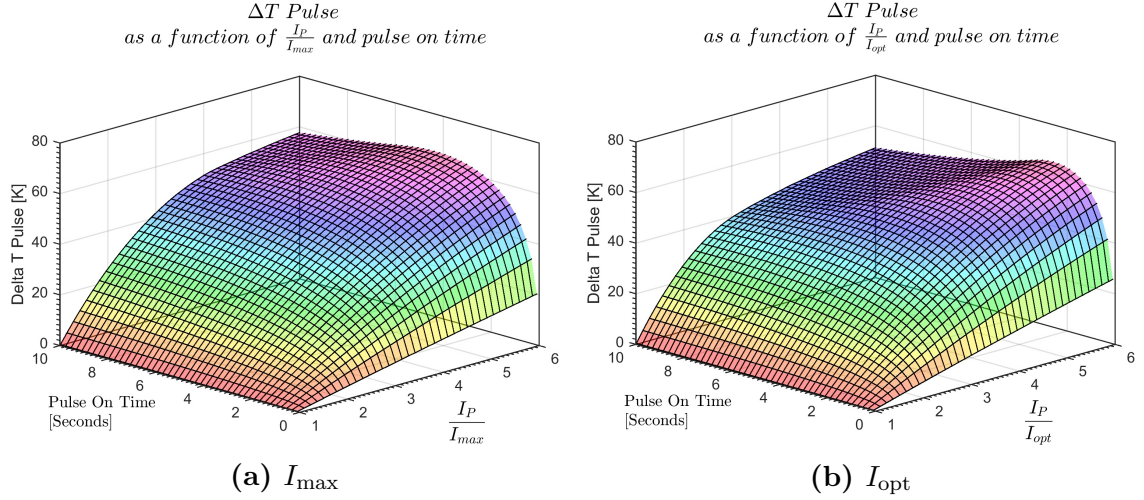 ΔT Pulse
as a function of I_P/I_max and pulse on time
80
60
40
20
0
Delta T Pulse [K]
10
8
6
4
2
0
Pulse On Time
[Seconds]
1
2
3
4
5
6
I_P/I_max
(a) I_max
ΔT Pulse
as a function of I_P/I_opt and pulse on time
80
60
40
20
0
Delta T Pulse [K]
10
8
6
4
2
0
Pulse On Time
[Seconds]
1
2
3
4
5
6
I_P/I_opt
(b) I_opt